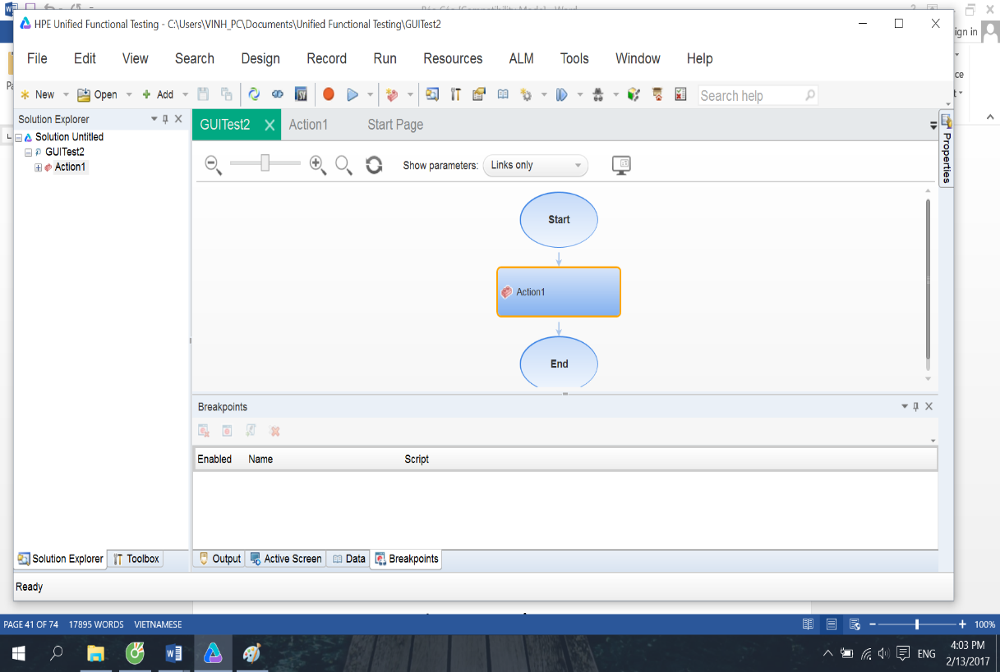 HPE Unified Functional Testing - C:\Users\VINH_PC\Documents\Unified Functional Testing\GUITest2
ign in
File Edit View Search Design Record Run Resources ALM Tools Window Help
New Open Add Search help
Solution Explorer
GUITest2 Action1 Start Page
Solution Untitled
GUITest2
Action1
Show parameters: Links only
Properties
Start
Action1
End
Breakpoints
Enabled Name Script
Solution Explorer Toolbox Output Active Screen Data Breakpoints
Ready
PAGE 41 OF 74 17895 WORDS VIETNAMESE 100%
ENG
4:03 PM
2/13/2017